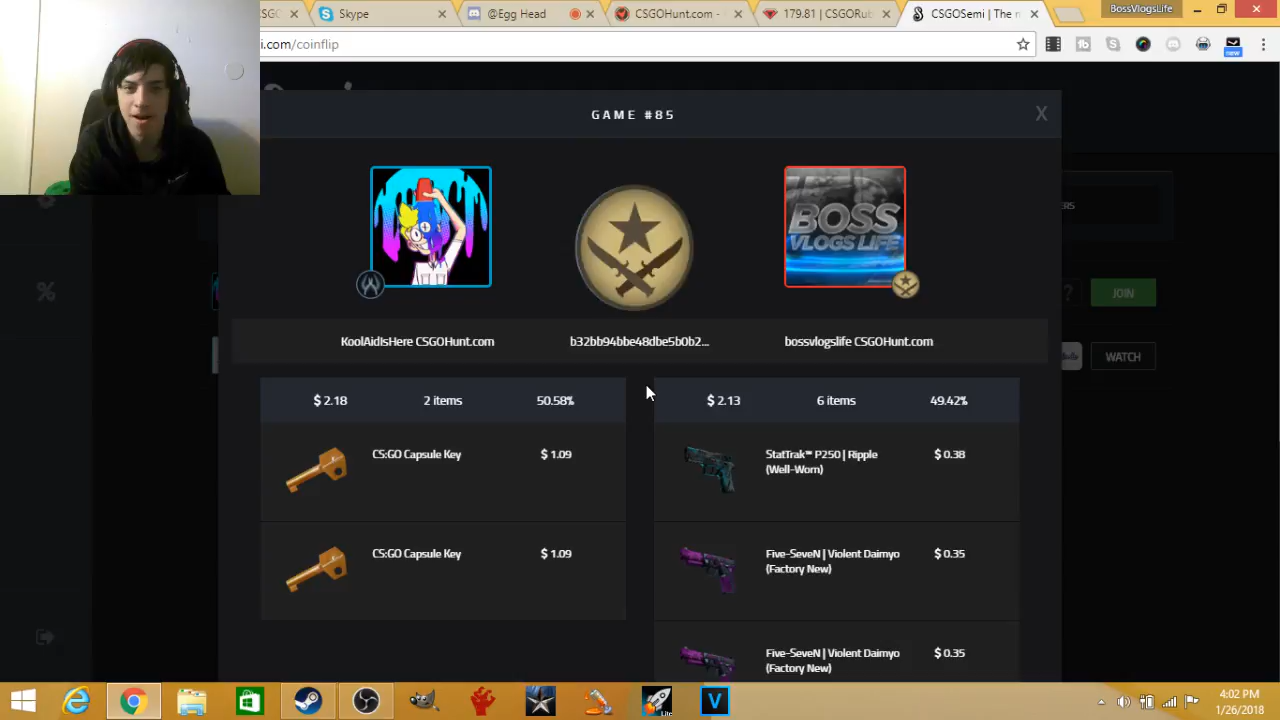 Skype
@Egg Head
CSGOHunt.com -
179.81 | CSGORu
CSGOSemi | The n
BossVlogsLife
i.com/coinflip
new
GAME #85
X
BOSS
VLOGS LIFE
?
JOIN
KoolAidIsHere CSGOHunt.com
b32bb94bbe48dbe5b0b2...
bossvlogslife CSGOHunt.com
WATCH
$ 2.18
2 items
50.58%
$ 2.13
6 items
49.42%
CS:GO Capsule Key
$ 1.09
StatTrak™ P250 | Ripple
(Well-Worn)
$ 0.38
CS:GO Capsule Key
$ 1.09
Five-SeveN | Violent Daimyo
(Factory New)
$ 0.35
Five-SeveN | Violent Daimyo
(Factory New)
$ 0.35
Lite
V
4:02 PM
1/26/2018